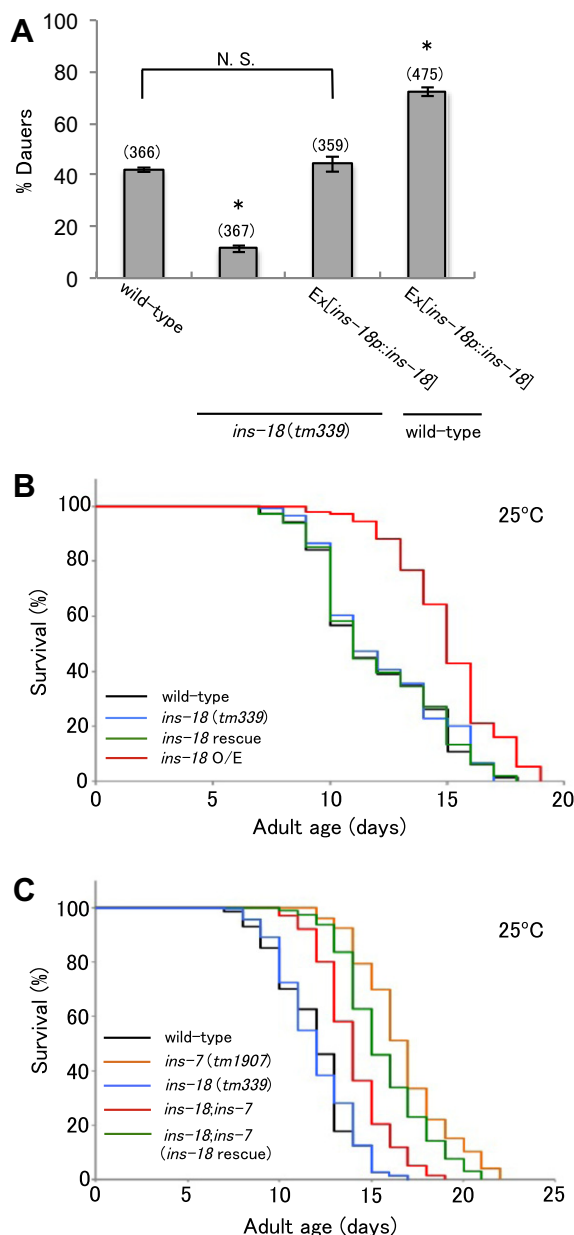 A
100
80
60
40
20
0
% Dauers
N. S.
*
(475)
(366)
(359)
*
(367)
wild-type
Ex[ins-18p::ins-18]
Ex[ins-18p::ins-18]
ins-18(tm339)
wild-type
B
25°C
100
80
60
40
20
0
Survival (%)
wild-type
ins-18 (tm339)
ins-18 rescue
ins-18 O/E
0 5 10 15 20
Adult age (days)
C
25°C
100
80
60
40
20
0
Survival (%)
wild-type
ins-7 (tm1907)
ins-18 (tm339)
ins-18;ins-7
ins-18;ins-7
(ins-18 rescue)
0 5 10 15 20 25
Adult age (days)